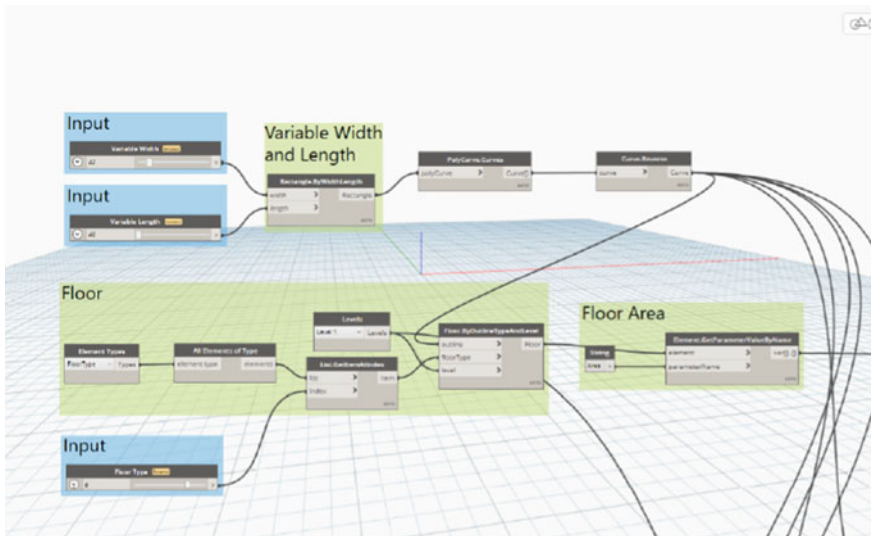 Input
Variable Width
Input
Variable Length
Variable Width
and Length
Rectangle.ByWidthLength
width
length
Rectangle
PolyCurve.Curves
polyCurve
Curve[]
Curve.Reverse
curve
Curve
Floor
Element Types
FloorType
Types
All Elements of Type
element type
elements
Levels
Level 1
Levels
List.GetItemAtIndex
list
index
item
Floor.ByOutlineTypeAndLevel
outline
floorType
level
Floor
Floor Area
String
Area
Element.GetParameterValueByName
element
parameterName
var[]..[]
Input
Floor Type